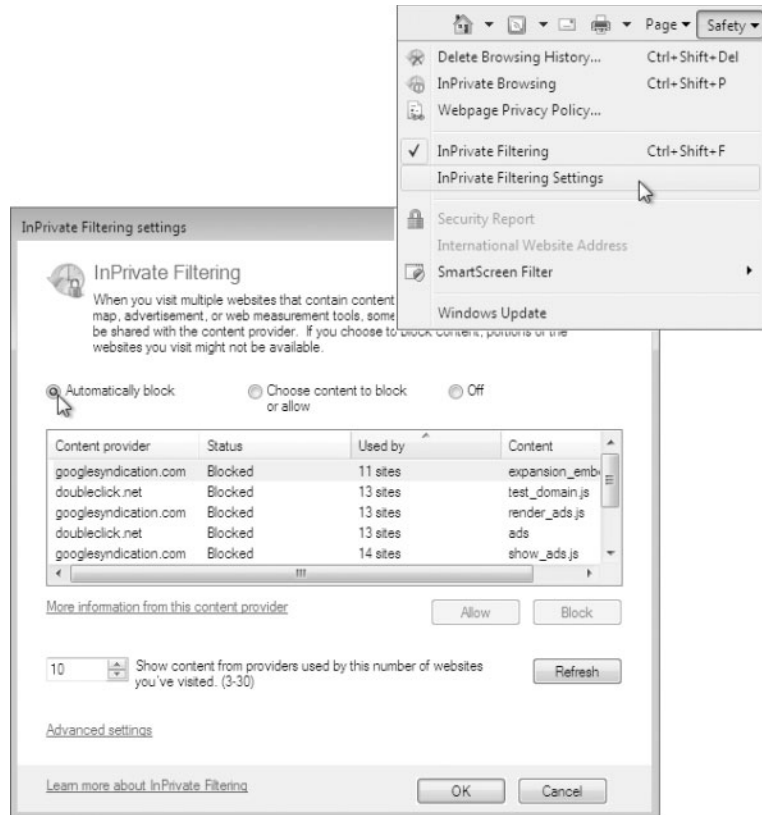 Page Safety
Delete Browsing History... Ctrl+Shift+Del
InPrivate Browsing Ctrl+Shift+P
Webpage Privacy Policy...
InPrivate Filtering Ctrl+Shift+F
InPrivate Filtering Settings
Security Report
International Website Address
SmartScreen Filter
Windows Update
InPrivate Filtering settings
InPrivate Filtering
When you visit multiple websites that contain content
map, advertisement, or web measurement tools, some
be shared with the content provider. If you choose to block content, portions of the
websites you visit might not be available.
Automatically block Choose content to block Off
or allow
Content provider Status Used by Content
googlesyndication.com Blocked 11 sites expansion_emb
doubleclick.net Blocked 13 sites test_domain.js
googlesyndication.com Blocked 13 sites render_ads.js
doubleclick.net Blocked 13 sites ads
googlesyndication.com Blocked 14 sites show_ads.js
More information from this content provider Allow Block
10 Show content from providers used by this number of websites Refresh
you've visited. (3-30)
Advanced settings
Learn more about InPrivate Filtering OK Cancel